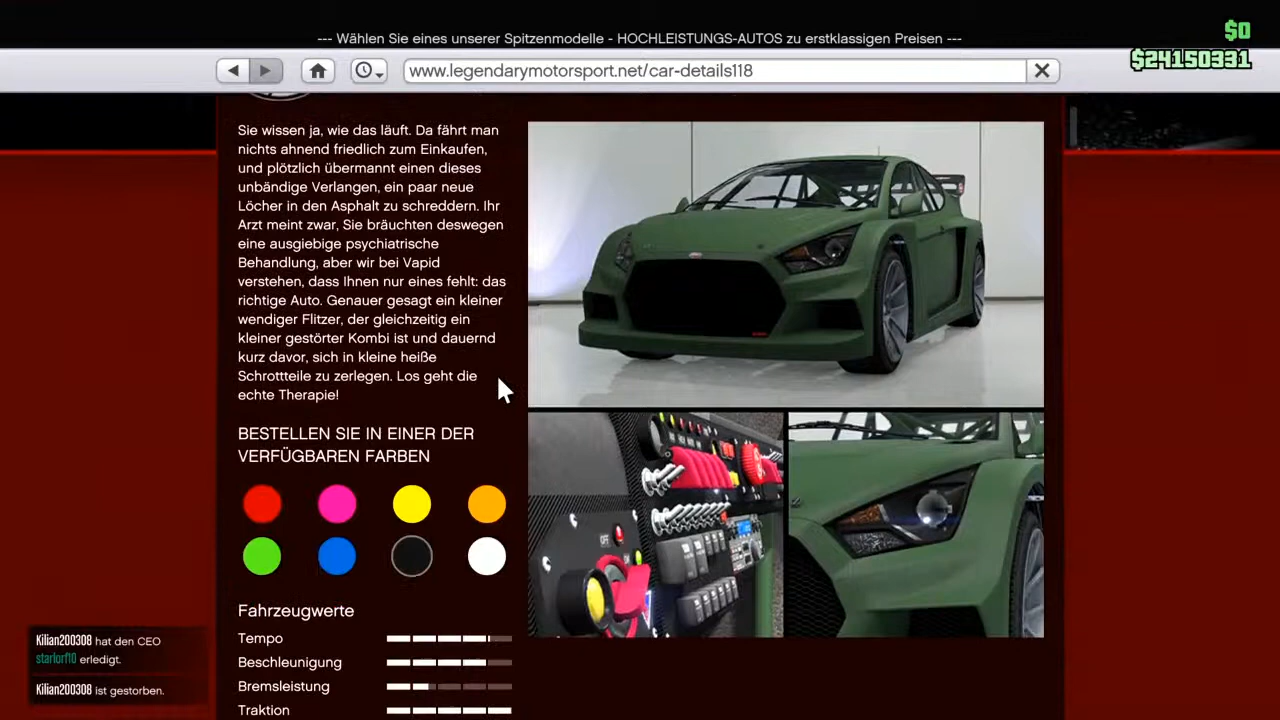 --- Wählen Sie eines unserer Spitzenmodelle - HOCHLEISTUNGS-AUTOS zu erstklassigen Preisen ---
$0
$24150331
www.legendarymotorsport.net/car-details118
Sie wissen ja, wie das läuft. Da fährt man
nichts ahnend friedlich zum Einkaufen,
und plötzlich übermannt einen dieses
unbändige Verlangen, ein paar neue
Löcher in den Asphalt zu schreddern. Ihr
Arzt meint zwar, Sie bräuchten deswegen
eine ausgiebige psychiatrische
Behandlung, aber wir bei Vapid
verstehen, dass Ihnen nur eines fehlt: das
richtige Auto. Genauer gesagt ein kleiner
wendiger Flitzer, der gleichzeitig ein
kleiner gestörter Kombi ist und dauernd
kurz davor, sich in kleine heiße
Schrottteile zu zerlegen. Los geht die
echte Therapie!
BESTELLEN SIE IN EINER DER
VERFÜGBAREN FARBEN
Fahrzeugwerte
Tempo
Beschleunigung
Bremsleistung
Traktion
Kilian200308 hat den CEO
starlorf10 erledigt.
Kilian200308 ist gestorben.
OFF